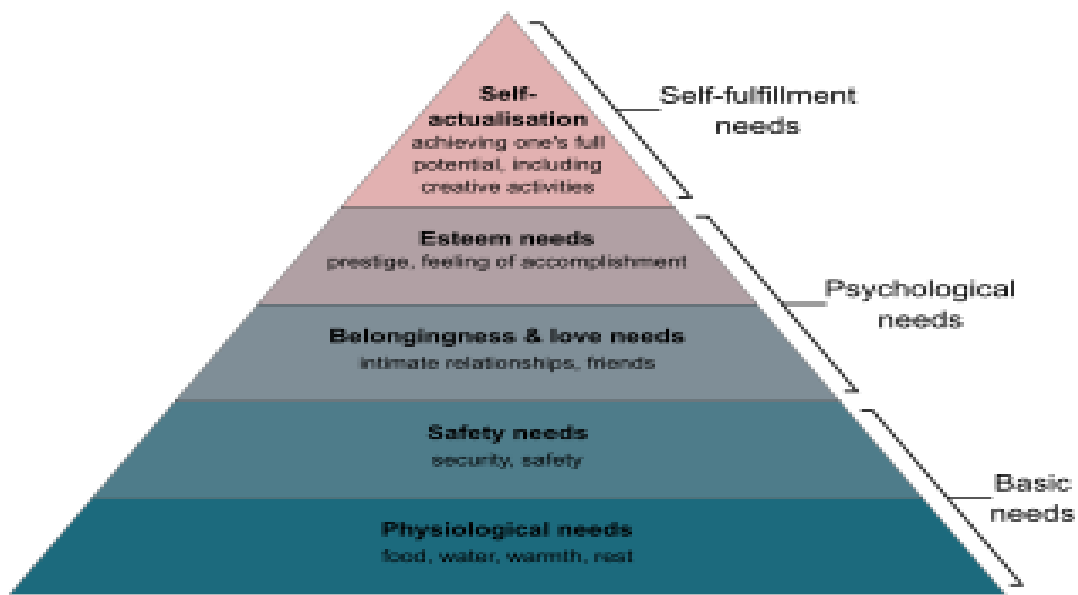 Self-
actualisation
achieving one's full
potential, including
creative activities
Self-fulfillment
needs
Esteem needs
prestige, feeling of accomplishment
Psychological
needs
Belongingness & love needs
intimate relationships, friends
Safety needs
security, safety
Basic
needs
Physiological needs
food, water, warmth, rest